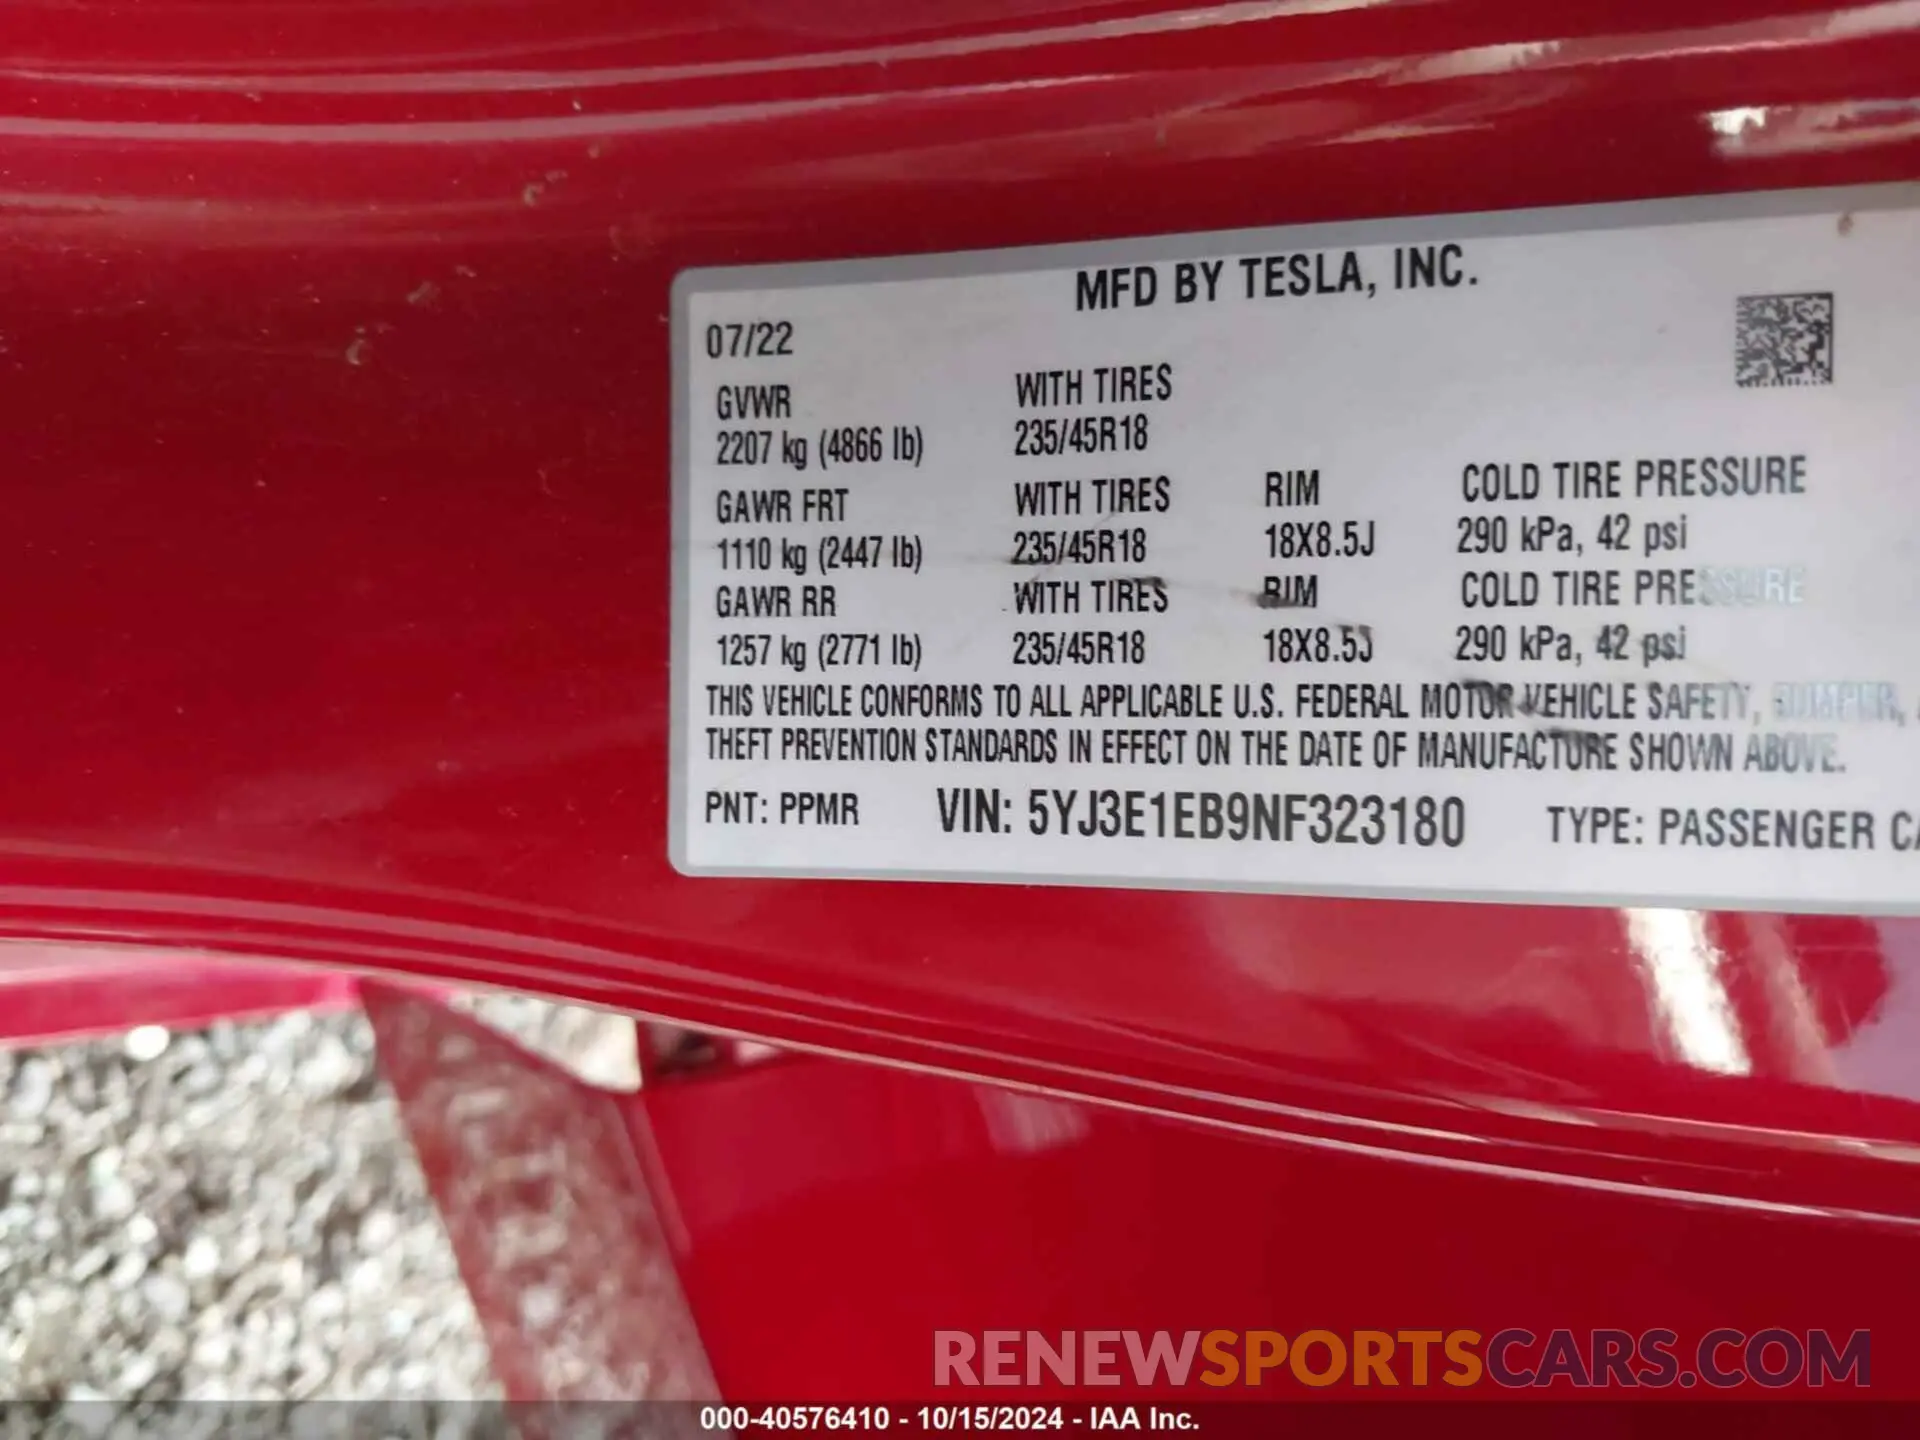 MFD BY TESLA, INC.
07/22
GVWR WITH TIRES
2207 kg (4866 lb) 235/45R18
GAWR FRT WITH TIRES RIM COLD TIRE PRESSURE
1110 kg (2447 lb) 235/45R18 18X8.5J 290 kPa, 42 psi
GAWR RR WITH TIRES RIM COLD TIRE PRESSURE
1257 kg (2771 lb) 235/45R18 18X8.5J 290 kPa, 42 psi
THIS VEHICLE CONFORMS TO ALL APPLICABLE U.S. FEDERAL MOTOR VEHICLE SAFETY, BUMPER,
THEFT PREVENTION STANDARDS IN EFFECT ON THE DATE OF MANUFACTURE SHOWN ABOVE.
PNT: PPMR VIN: 5YJ3E1EB9NF323180 TYPE: PASSENGER
RENEWSPORTSCARS.COM
000-40576410 - 10/15/2024 - IAA Inc.